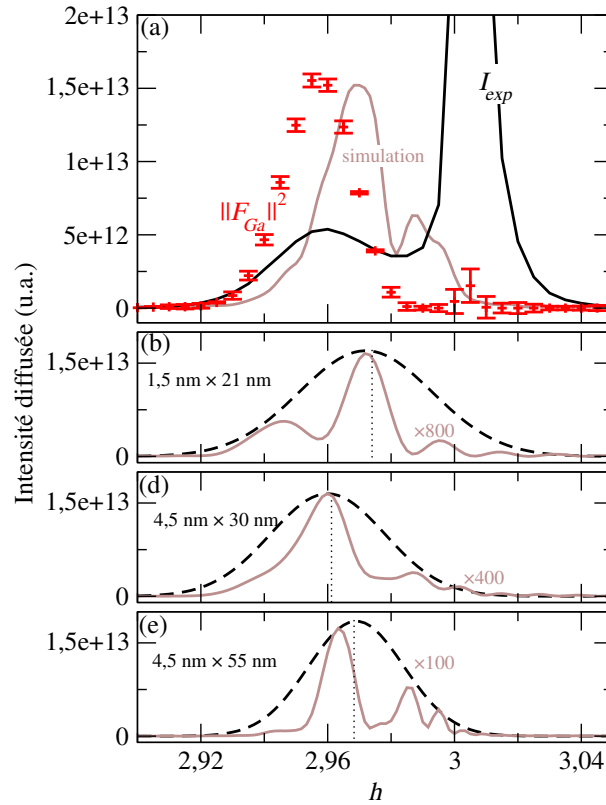 (a)
2e+13
1,5e+13
1e+13
5e+12
0
I_exp
simulation
||F_Ga||^2
Intensité diffusée (u.a.)
(b)
1,5e+13
0
1,5 nm × 21 nm
×800
(d)
1,5e+13
0
4,5 nm × 30 nm
×400
(e)
1,5e+13
0
4,5 nm × 55 nm
×100
2,92 2,96 3 3,04
h